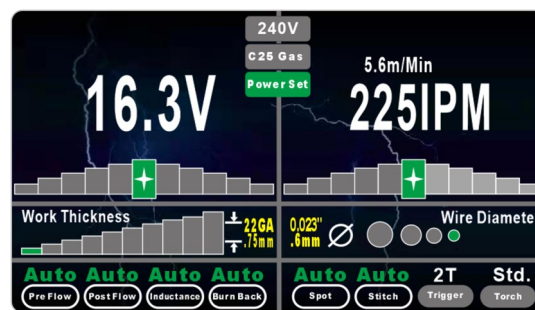 240V
C25 Gas
Power Set
16.3V
5.6m/Min
225IPM
Work Thickness
22GA
.75mm
0.023"
.6mm
Wire Diamete
Auto Auto Auto Auto
Pre Flow Post Flow Inductance Burn Back
Auto Auto 2T Std.
Spot Stitch Trigger Torch